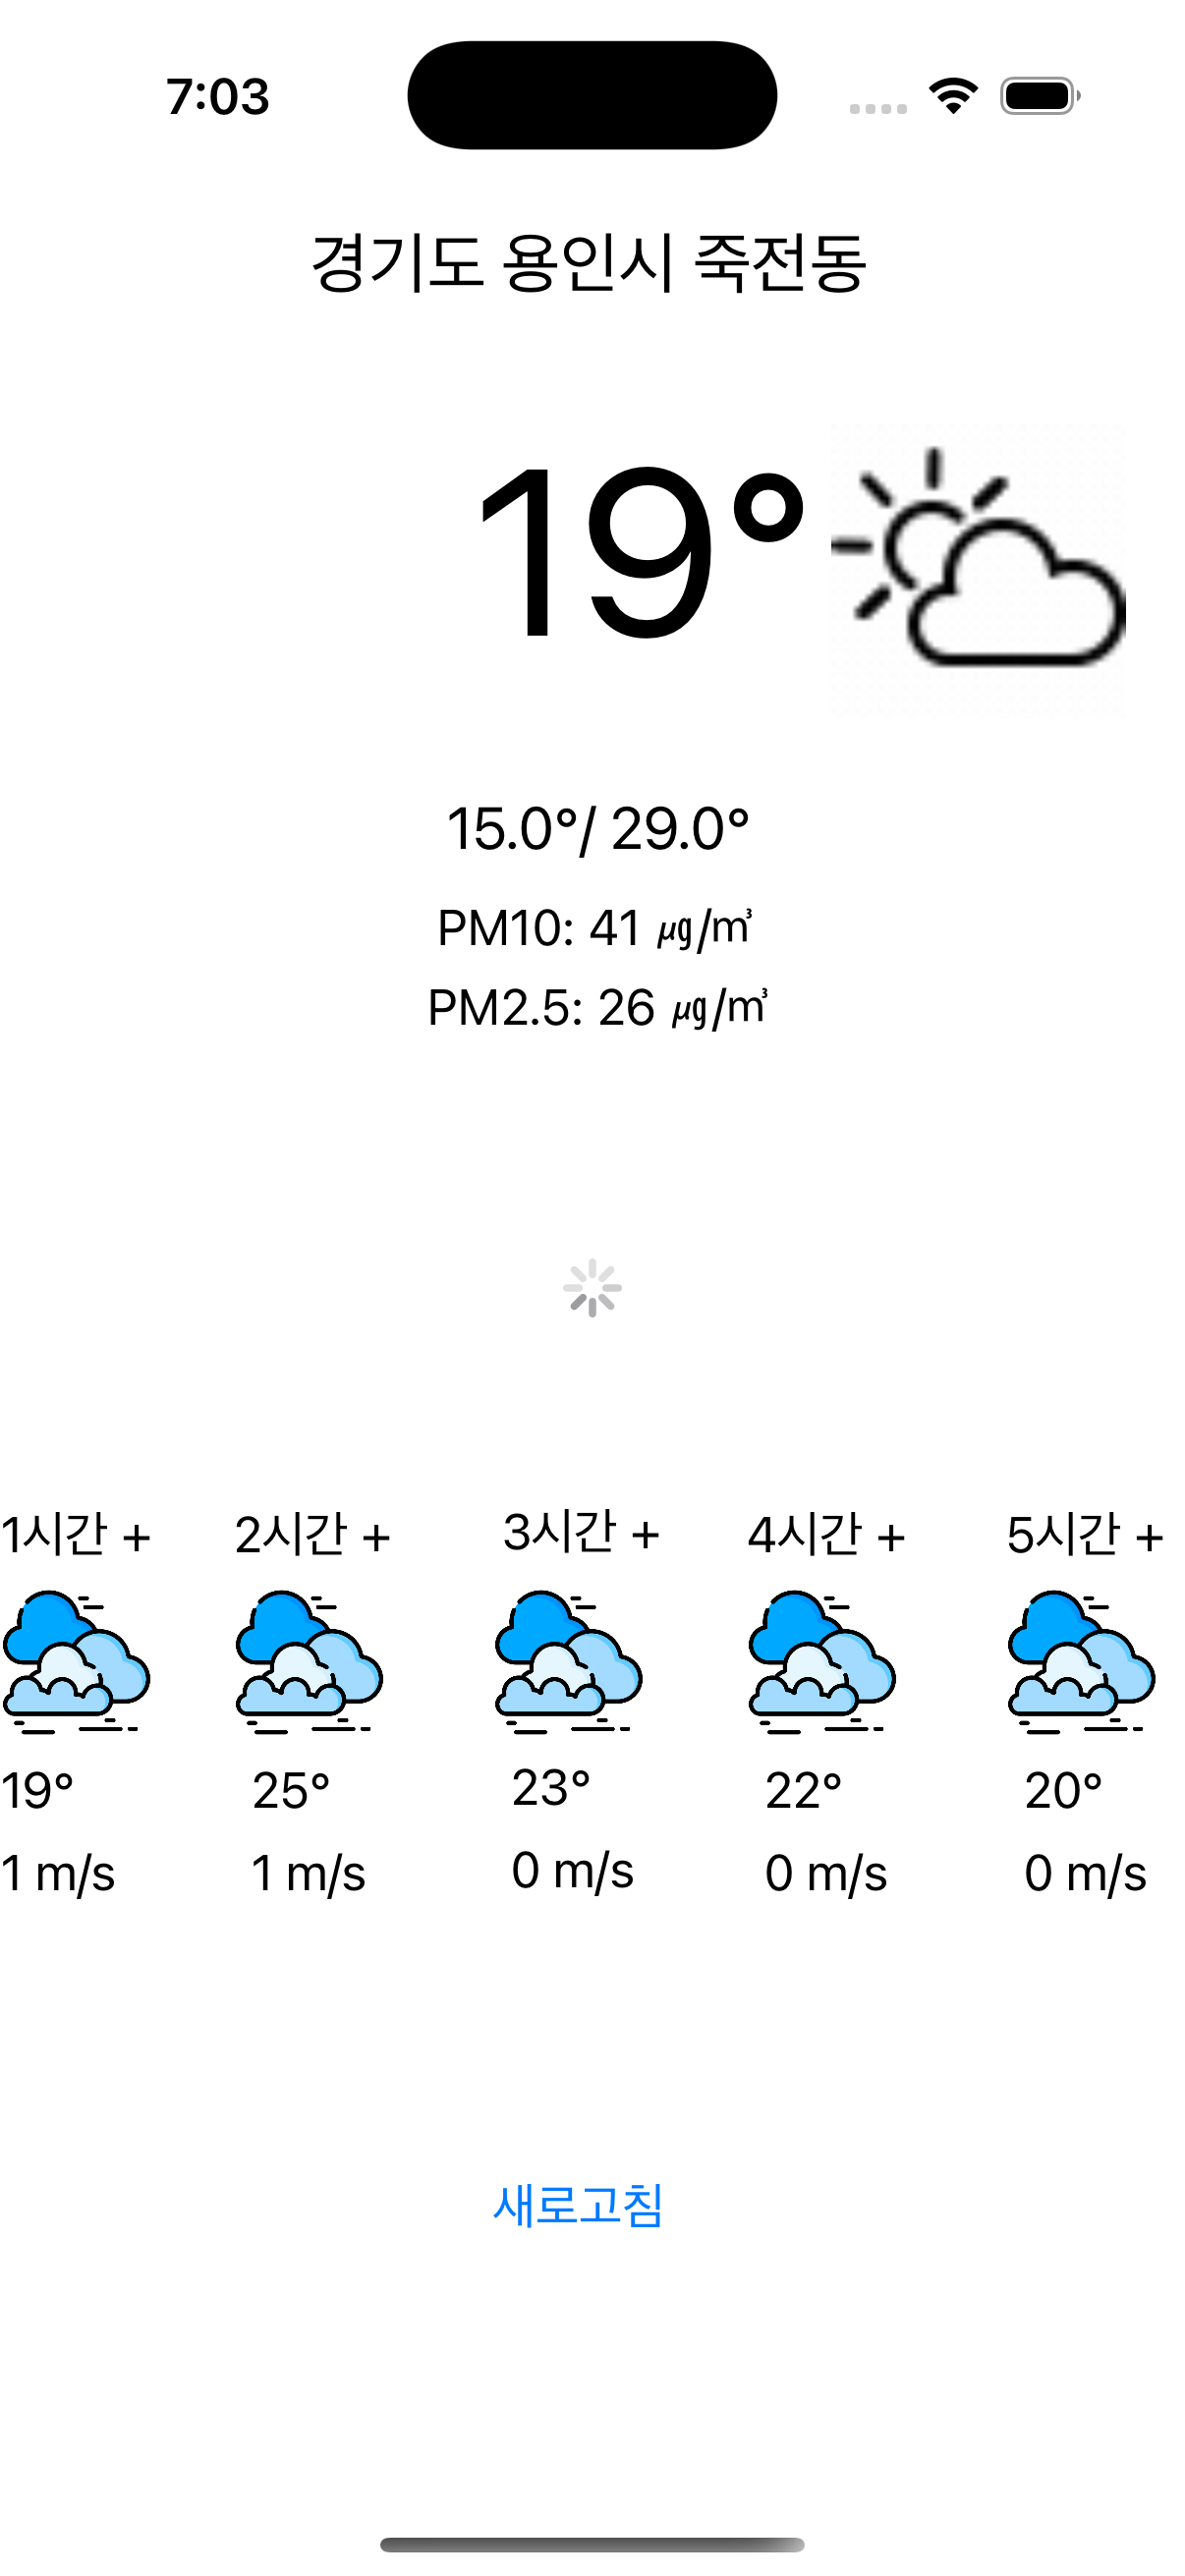 7:03
경기도 용인시 죽전동
19°
15.0°/ 29.0°
PM10: 41 ㎍/㎥
PM2.5: 26 ㎍/㎥
1시간 + 2시간 + 3시간 + 4시간 + 5시간 +
19° 25° 23° 22° 20°
1 m/s 1 m/s 0 m/s 0 m/s 0 m/s
새로고침